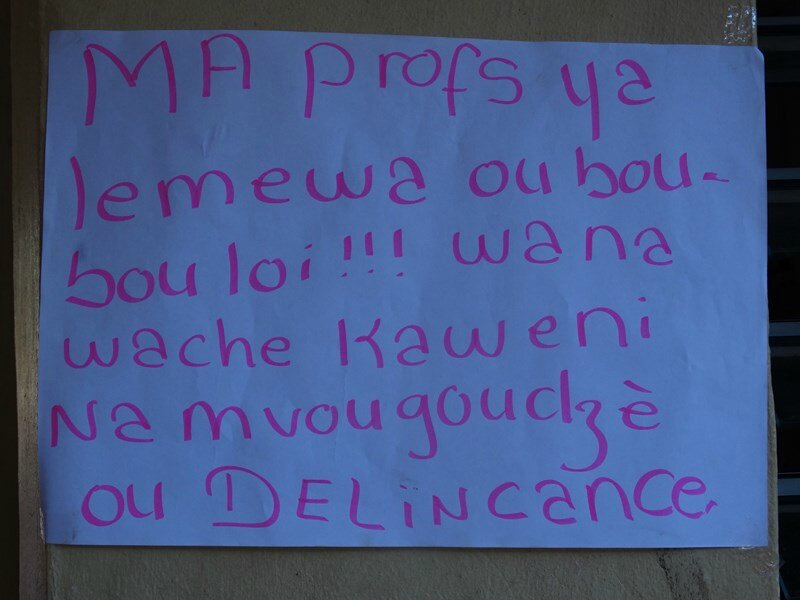 MA Profs ya
lemewa ou bou-
bou loi!!! wana
wache Kaweni
Na mvougoudzè
ou DELiNcance.